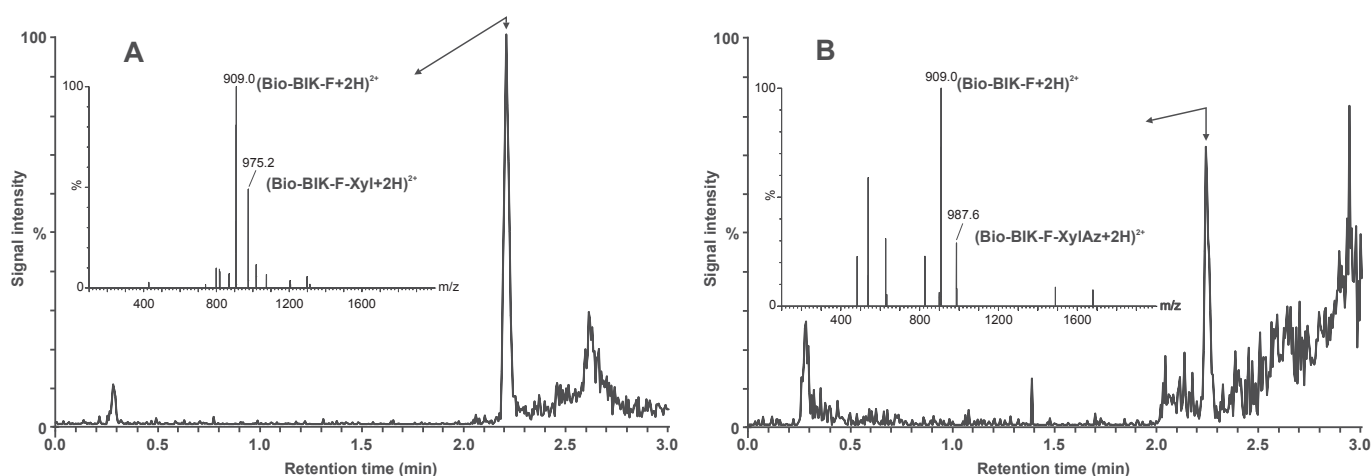 A
100
Signal intensity
%
0
0.0 0.5 1.0 1.5 2.0 2.5 3.0
Retention time (min)
100
%
0
400 800 1200 1600
m/z
909.0
(Bio-BIK-F+2H)²⁺
975.2
(Bio-BIK-F-Xyl+2H)²⁺
B
100
Signal intensity
%
0
0.0 0.5 1.0 1.5 2.0 2.5 3.0
Retention time (min)
100
%
0
400 800 1200 1600
m/z
909.0
(Bio-BIK-F+2H)²⁺
987.6
(Bio-BIK-F-XylAz+2H)²⁺